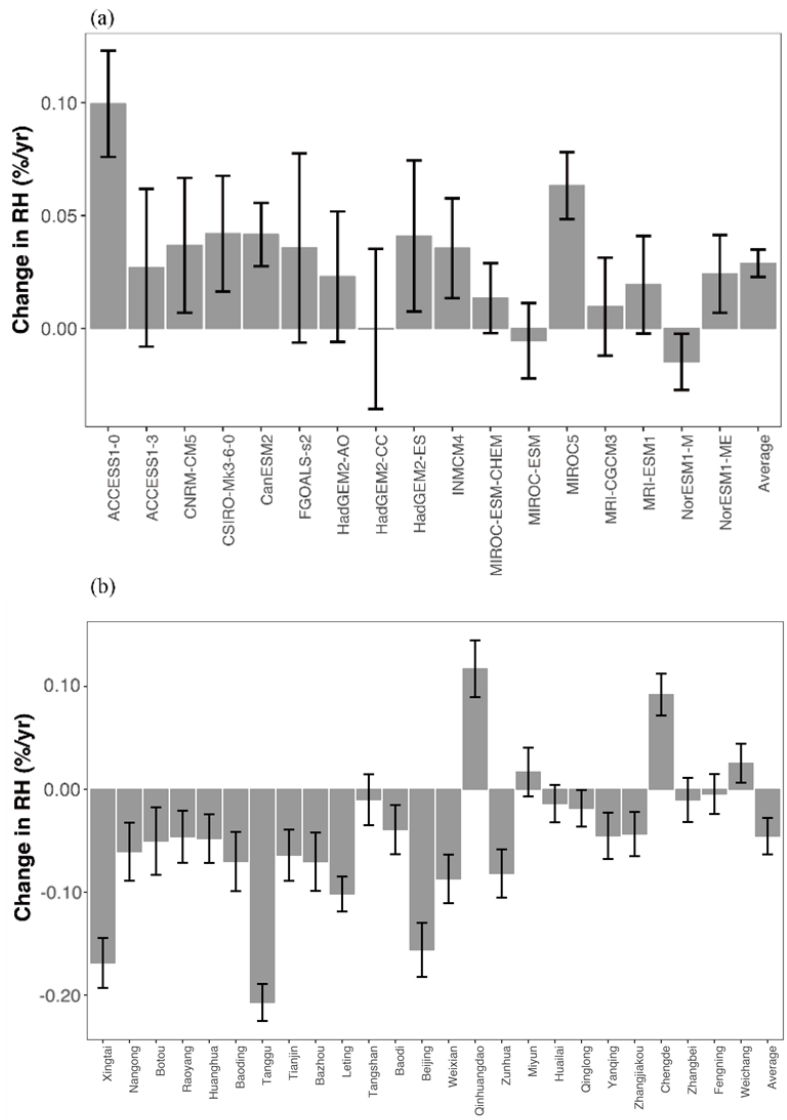 (a)
Change in RH (%/yr)
0.10
0.05
0.00
ACCESS1-0
ACCESS1-3
CNRM-CM5
CSIRO-Mk3-6-0
CanESM2
FGOALS-s2
HadGEM2-AO
HadGEM2-CC
HadGEM2-ES
INMCM4
MIROC-ESM-CHEM
MIROC-ESM
MIROC5
MRI-CGCM3
MRI-ESM1
NorESM1-M
NorESM1-ME
Average
(b)
Change in RH (%/yr)
0.10
0.00
-0.10
-0.20
Xingtai
Nangong
Botou
Raoyang
Huanghua
Baoding
Tanggu
Tianjin
Bazhou
Leting
Tangshan
Baodi
Beijing
Weixian
Qinhuangdao
Zunhua
Miyun
Huailai
Qinglong
Yanqing
Zhangjiakou
Chengde
Zhangbei
Fengning
Weichang
Average